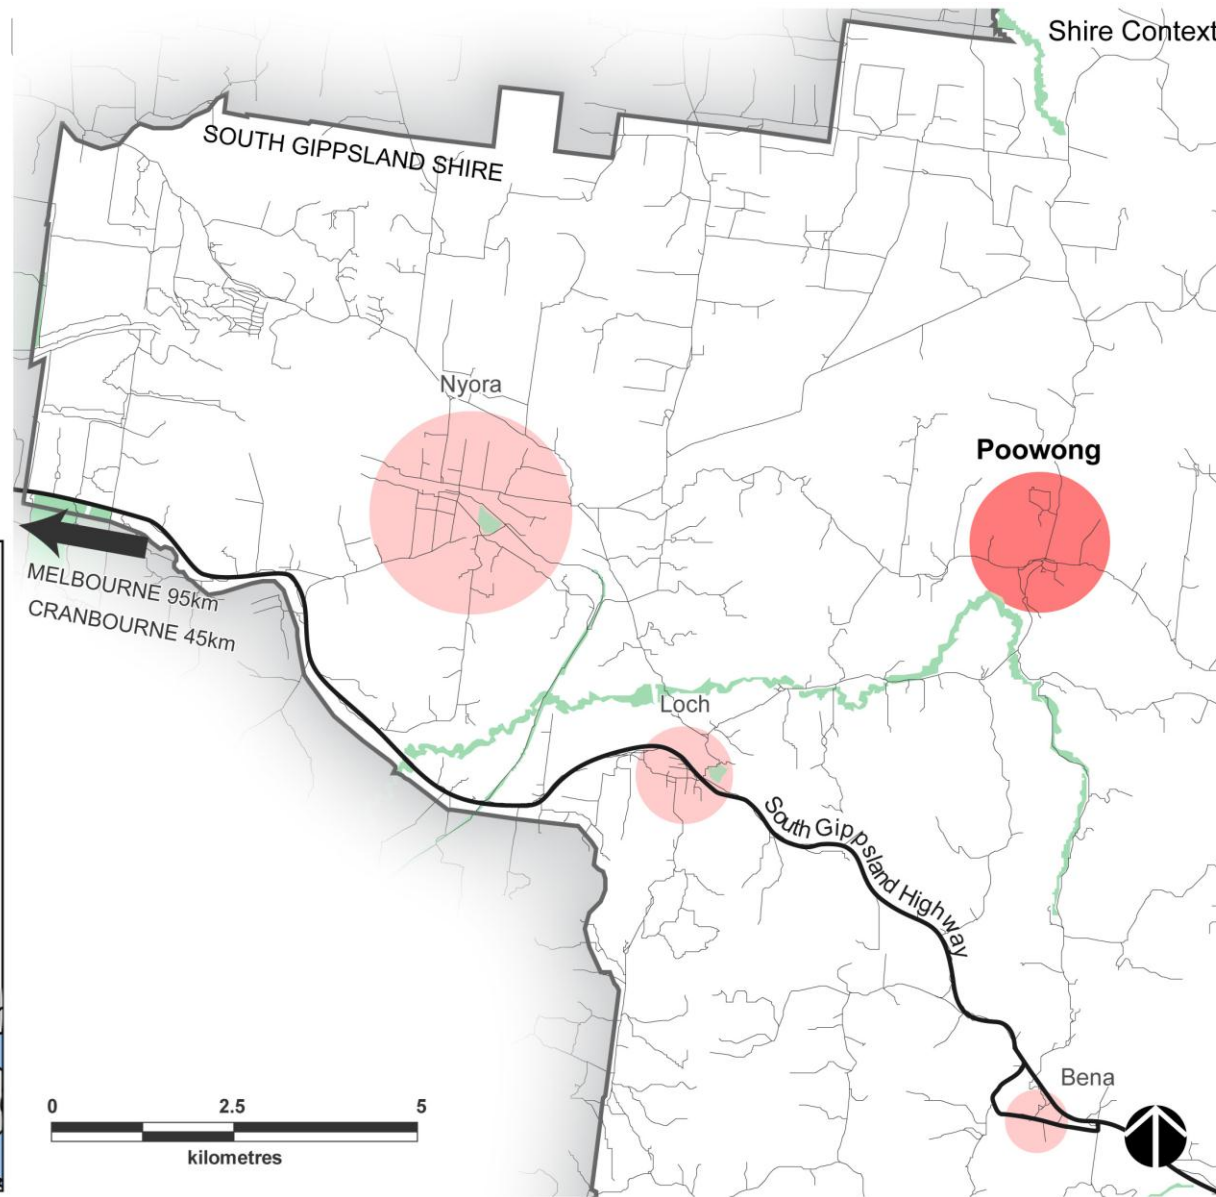 Shire Context
SOUTH GIPPSLAND SHIRE
Nyora
Poowong
MELBOURNE 95km
CRANBOURNE 45km
Loch
South Gippsland Highway
Bena
0 2.5 5
kilometres